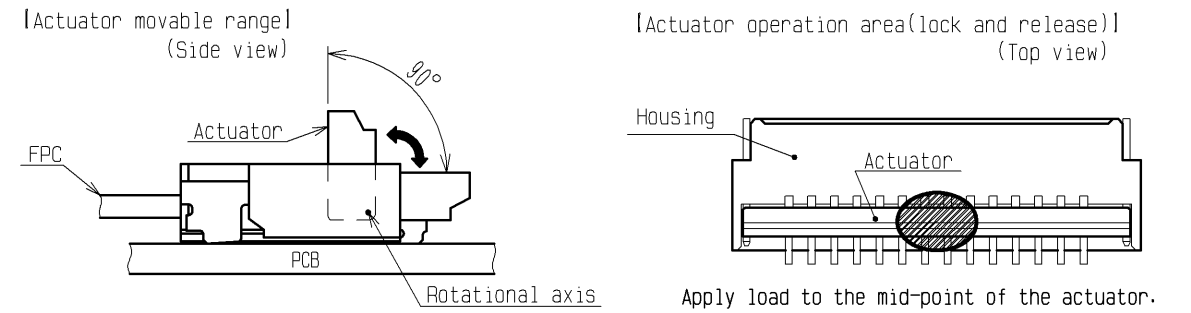 [Actuator movable range]
(Side view)
90°
Actuator
FPC
PCB
Rotational axis
[Actuator operation area(lock and release)]
(Top view)
Housing
Actuator
Apply load to the mid-point of the actuator.